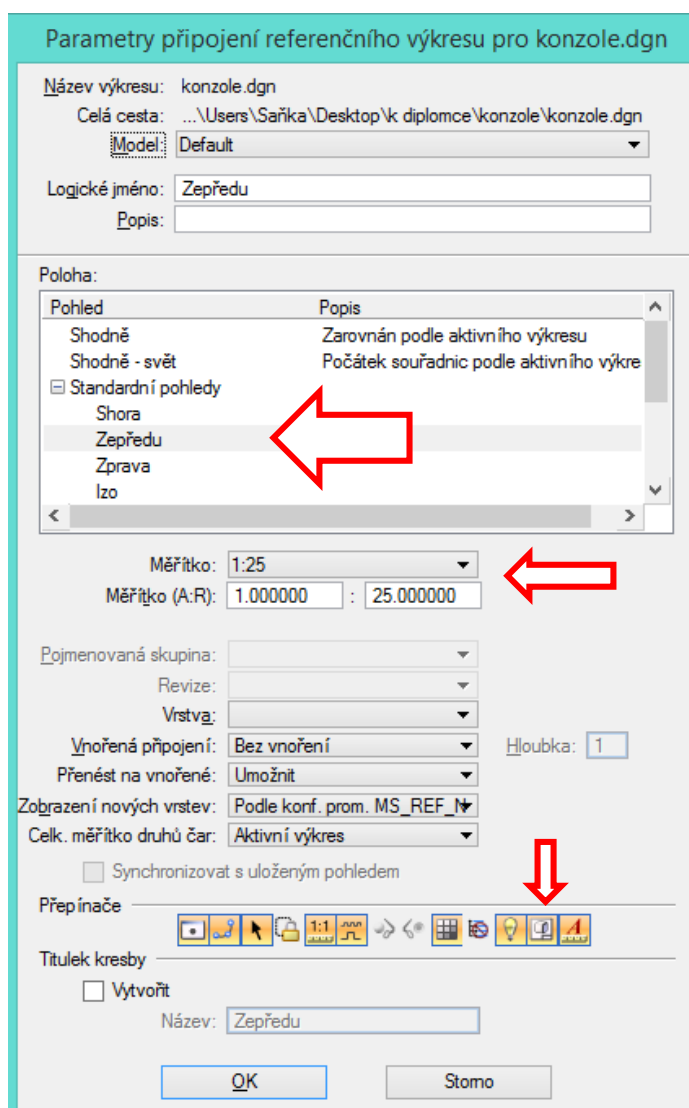 Parametry připojení referenčního výkresu pro konzole.dgn
Název výkresu: konzole.dgn
Celá cesta: ...\Users\Saňka\Desktop\k diplomce\konzole\konzole.dgn
Model: Default
Logické jméno: Zepředu
Popis:
Poloha:
Pohled Popis
Shodně Zarovnán podle aktivního výkresu
Shodně - svět Počátek souřadnic podle aktivního výkre
Standardní pohledy
Shora
Zepředu
Zprava
Izo
Měřítko: 1:25
Měřítko (A:R): 1.000000 : 25.000000
Pojmenovaná skupina:
Revize:
Vrstva:
Vnořená připojení: Bez vnoření Hloubka: 1
Přenést na vnořené: Umožnit
Zobrazení nových vrstev: Podle konf. prom. MS_REF_N
Celk. měřítko druhů čar: Aktivní výkres
Synchronizovat s uloženým pohledem
Přepínače
1:1 A
Titulek kresby
Vytvořit
Název: Zepředu
OK Storno